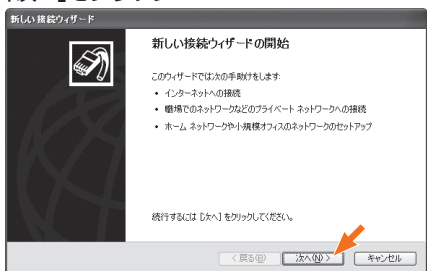 新しい接続ウィザード
新しい接続ウィザードの開始
このウィザードでは次の手助けをします:
• インターネットへの接続
• 職場でのネットワークなどのプライベート ネットワークへの接続
• ホーム ネットワークや小規模オフィスのネットワークのセットアップ
続行するには [次へ] をクリックしてください。
< 戻る(B) 次へ(N) > キャンセル